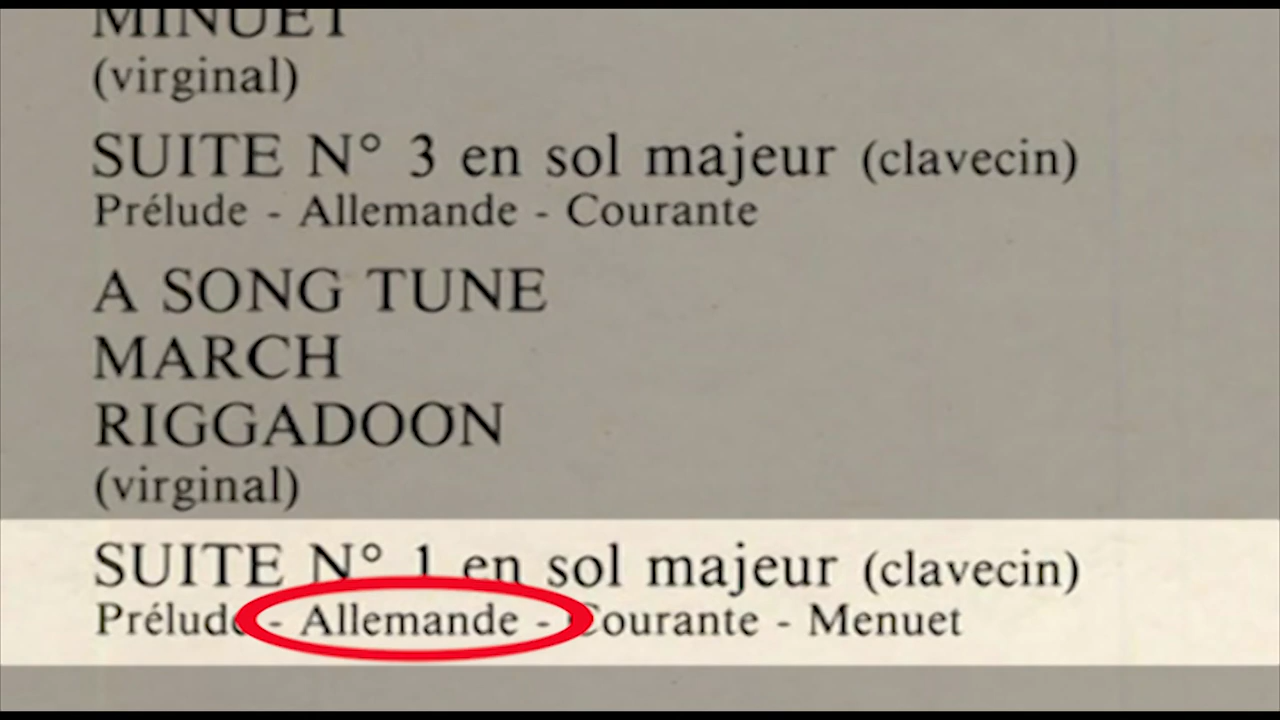 MINUET
(virginal)
SUITE N° 3 en sol majeur (clavecin)
Prélude - Allemande - Courante
A SONG TUNE
MARCH
RIGGADOON
(virginal)
SUITE N° 1 en sol majeur (clavecin)
Prélude - Allemande - Courante - Menuet